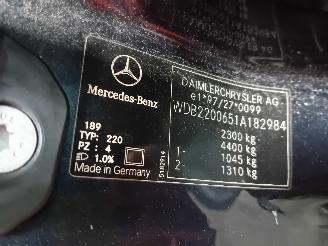 Mercedes-Benz
DAIMLERCHRYSLER AG
e1*97/27*0099
WDB2200651A182984
2300 kg
1- 4400 kg
1045 kg
2- 1310 kg
189
TYP: 220
PZ : 4
1.0%
Made in Germany